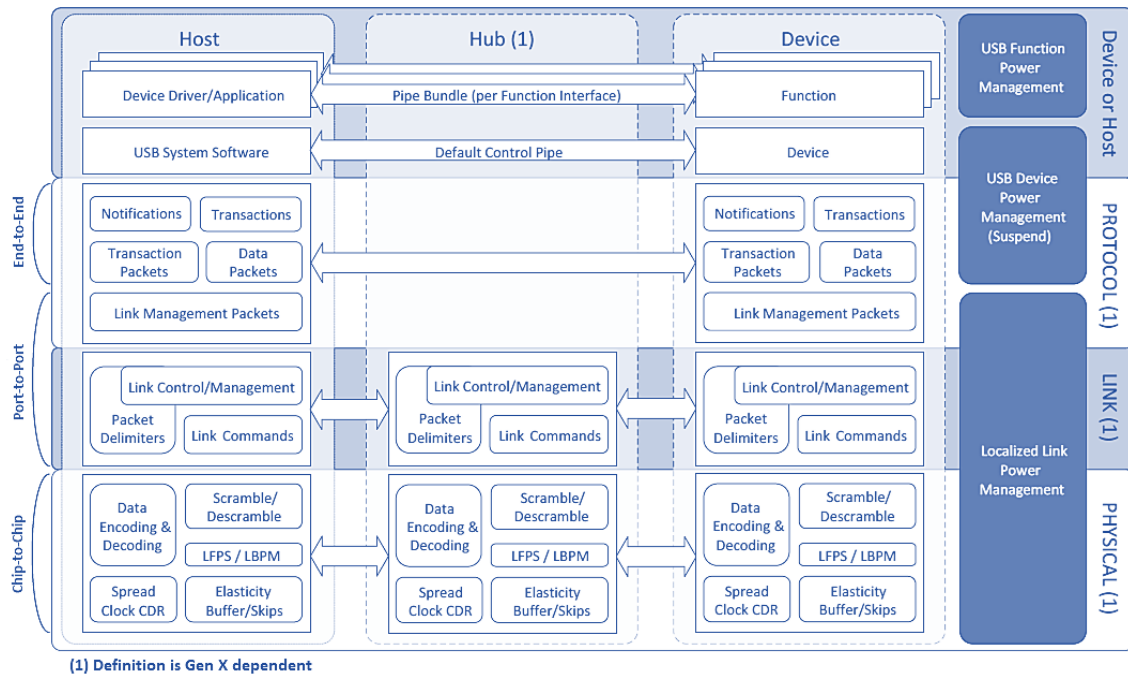 Host
Hub (1)
Device
Device Driver/Application
Pipe Bundle (per Function Interface)
Function
USB System Software
Default Control Pipe
Device
USB Function
Power
Management
Device or Host
USB Device
Power
Management
(Suspend)
End-to-End
Notifications
Transactions
Transaction
Packets
Data
Packets
Link Management Packets
Notifications
Transactions
Transaction
Packets
Data
Packets
Link Management Packets
PROTOCOL (1)
Port-to-Port
Link Control/Management
Packet
Delimiters
Link Commands
Link Control/Management
Packet
Delimiters
Link Commands
Link Control/Management
Packet
Delimiters
Link Commands
LINK (1)
Localized Link
Power
Management
Chip-to-Chip
Data
Encoding &
Decoding
Scramble/
Descramble
LFPS / LBPM
Spread
Clock CDR
Elasticity
Buffer/Skips
Data
Encoding &
Decoding
Scramble/
Descramble
LFPS / LBPM
Spread
Clock CDR
Elasticity
Buffer/Skips
Data
Encoding &
Decoding
Scramble/
Descramble
LFPS / LBPM
Spread
Clock CDR
Elasticity
Buffer/Skips
PHYSICAL (1)
(1) Definition is Gen X dependent